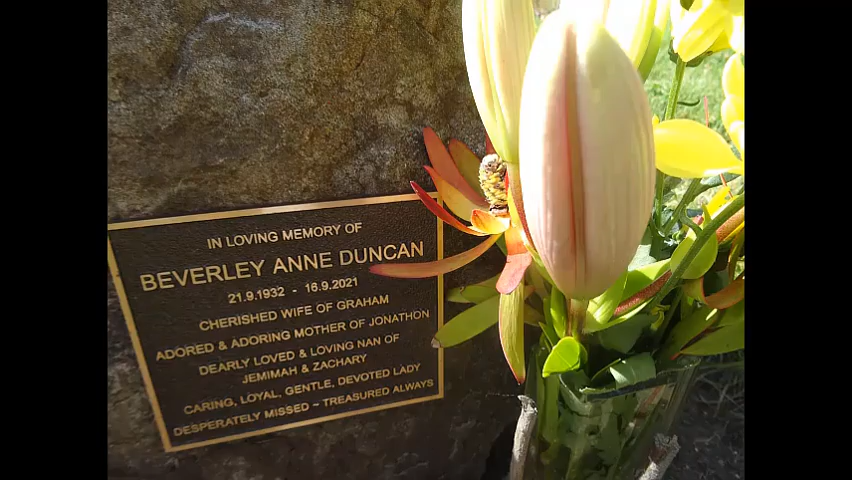 IN LOVING MEMORY OF
BEVERLEY ANNE DUNCAN
21.9.1932 - 16.9.2021
CHERISHED WIFE OF GRAHAM
ADORED & ADORING MOTHER OF JONATHON
DEARLY LOVED & LOVING NAN OF
JEMIMAH & ZACHARY
CARING, LOYAL, GENTLE, DEVOTED LADY
DESPERATELY MISSED ~ TREASURED ALWAYS